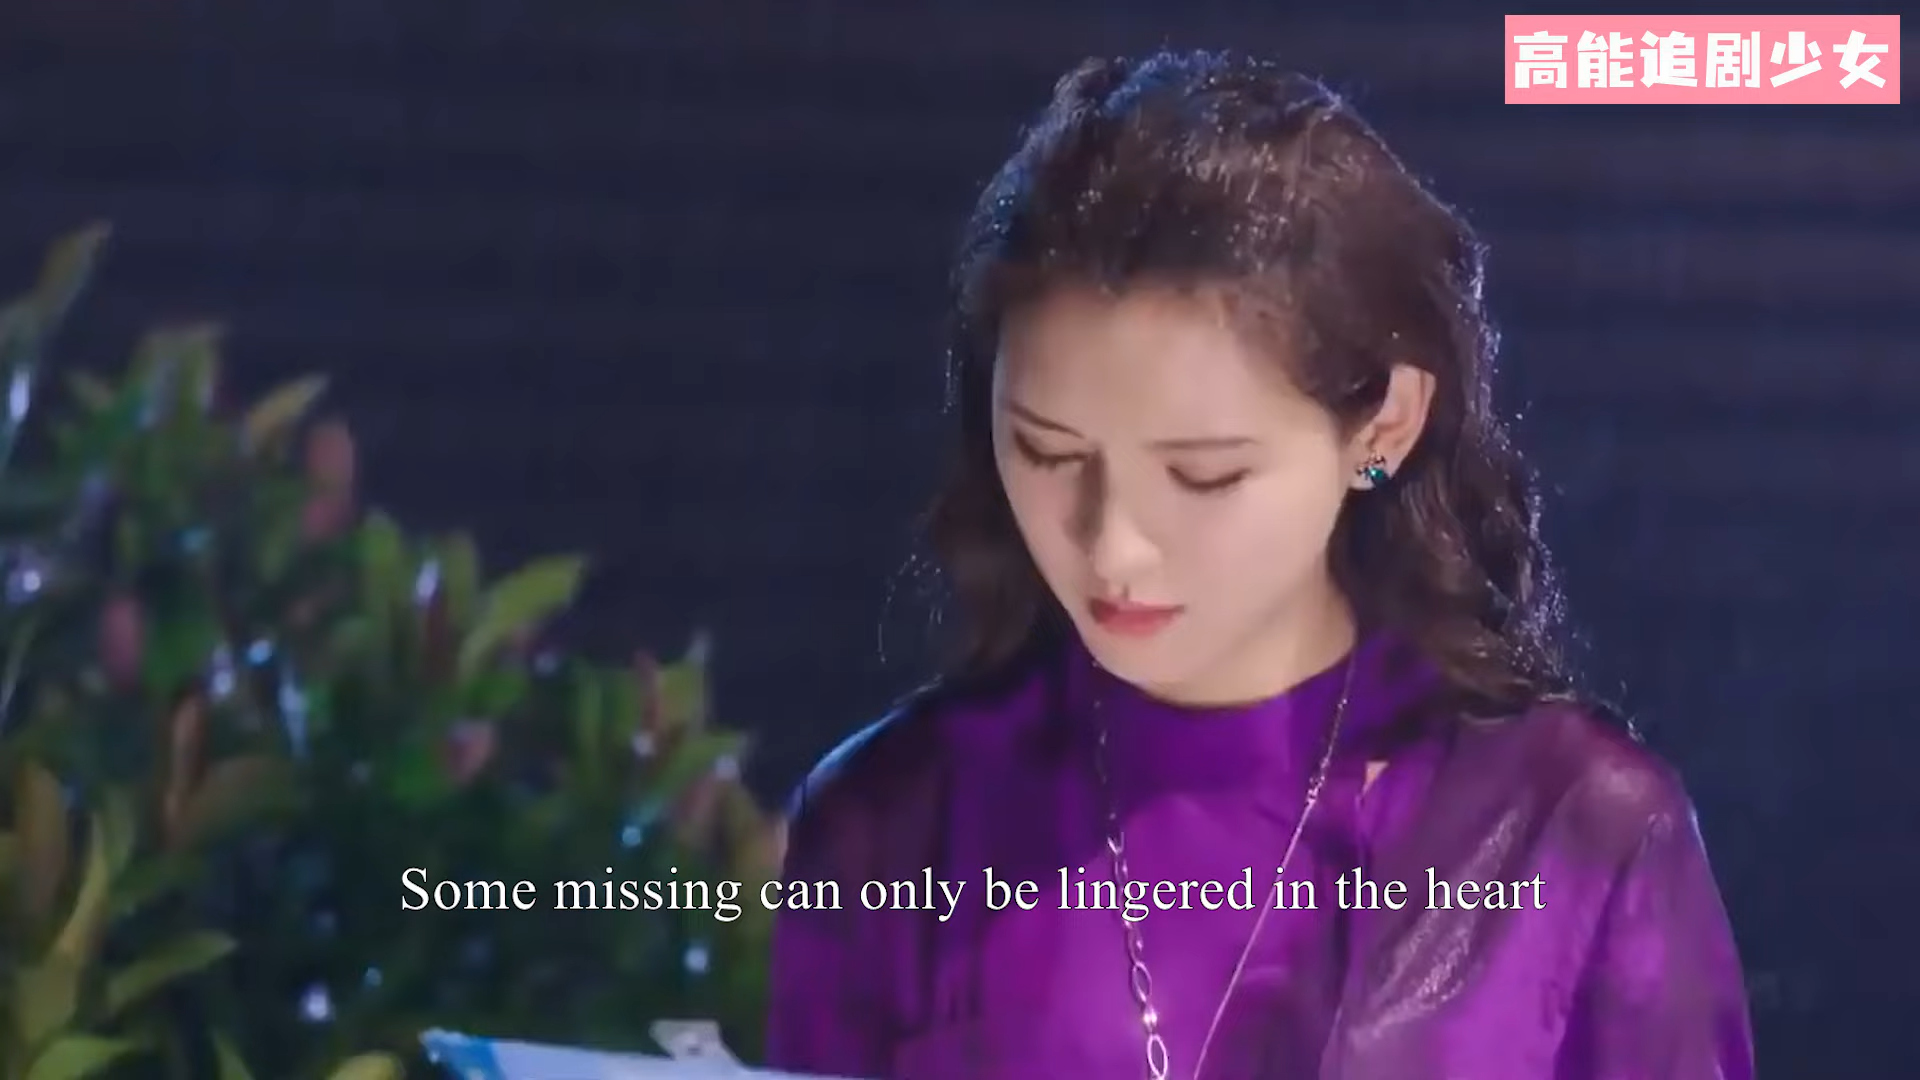 高能追剧少女
Some missing can only be lingered in the heart